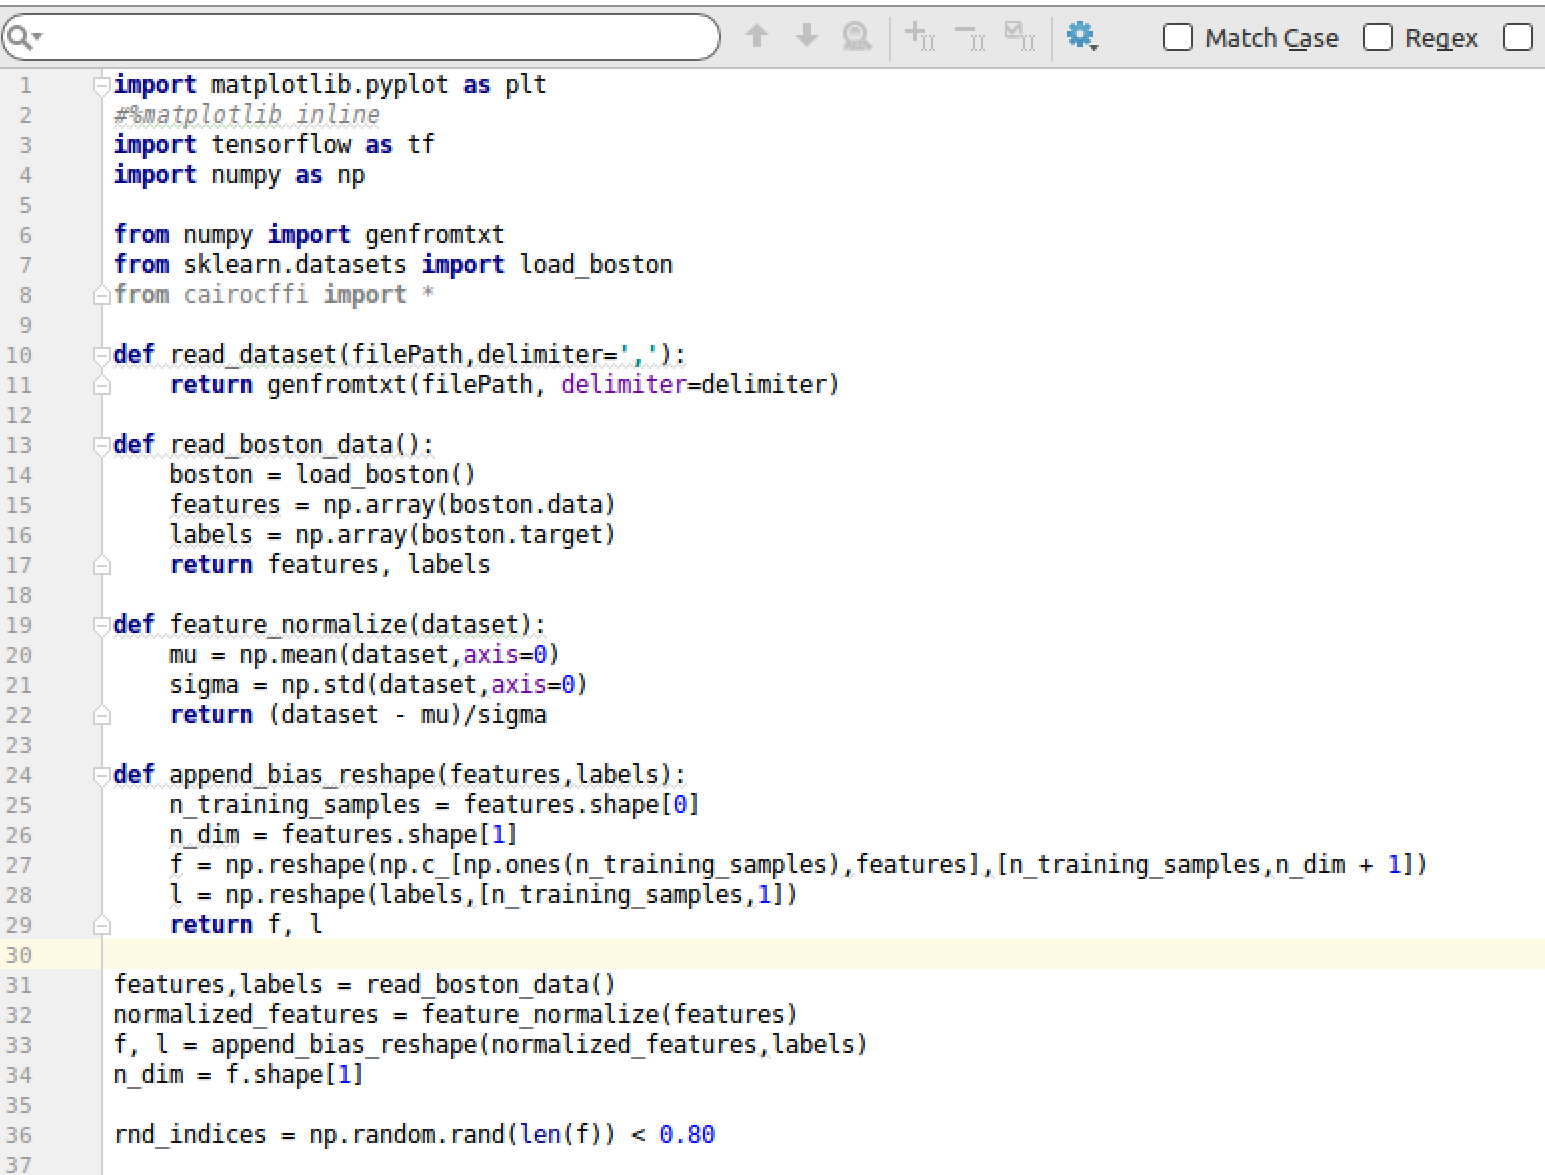 Match Case Regex
1 import matplotlib.pyplot as plt
2 #%matplotlib inline
3 import tensorflow as tf
4 import numpy as np
5
6 from numpy import genfromtxt
7 from sklearn.datasets import load_boston
8 from cairocffi import *
9
10 def read_dataset(filePath,delimiter=','):
11     return genfromtxt(filePath, delimiter=delimiter)
12
13 def read_boston_data():
14     boston = load_boston()
15     features = np.array(boston.data)
16     labels = np.array(boston.target)
17     return features, labels
18
19 def feature_normalize(dataset):
20     mu = np.mean(dataset,axis=0)
21     sigma = np.std(dataset,axis=0)
22     return (dataset - mu)/sigma
23
24 def append_bias_reshape(features,labels):
25     n_training_samples = features.shape[0]
26     n_dim = features.shape[1]
27     f = np.reshape(np.c_[np.ones(n_training_samples),features],[n_training_samples,n_dim + 1])
28     l = np.reshape(labels,[n_training_samples,1])
29     return f, l
30
31 features,labels = read_boston_data()
32 normalized_features = feature_normalize(features)
33 f, l = append_bias_reshape(normalized_features,labels)
34 n_dim = f.shape[1]
35
36 rnd_indices = np.random.rand(len(f)) < 0.80
37